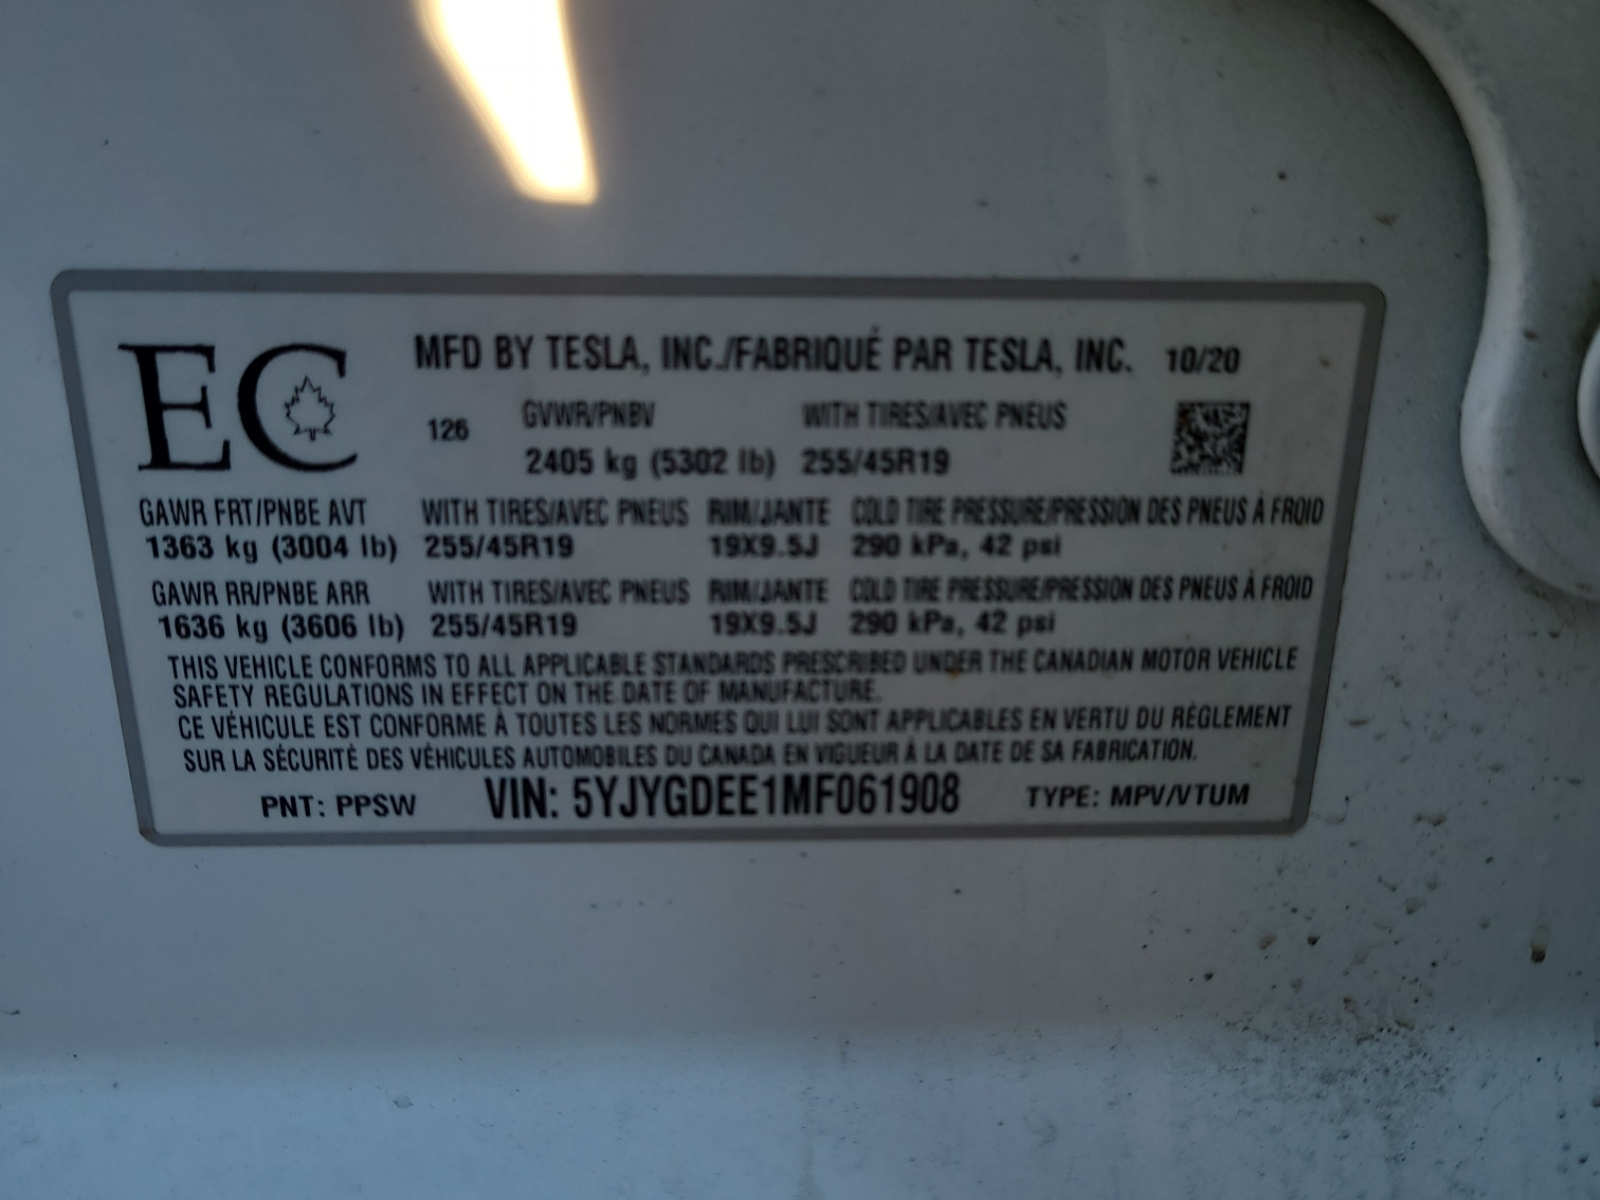 EC
MFD BY TESLA, INC./FABRIQUÉ PAR TESLA, INC. 10/20
126 GVWR/PNBV WITH TIRES/AVEC PNEUS
2405 kg (5302 lb) 255/45R19
GAWR FRT/PNBE AVT WITH TIRES/AVEC PNEUS RIM/JANTE COLD TIRE PRESSURE/PRESSION DES PNEUS À FROID
1363 kg (3004 lb) 255/45R19 19X9.5J 290 kPa, 42 psi
GAWR RR/PNBE ARR WITH TIRES/AVEC PNEUS RIM/JANTE COLD TIRE PRESSURE/PRESSION DES PNEUS À FROID
1636 kg (3606 lb) 255/45R19 19X9.5J 290 kPa, 42 psi
THIS VEHICLE CONFORMS TO ALL APPLICABLE STANDARDS PRESCRIBED UNDER THE CANADIAN MOTOR VEHICLE
SAFETY REGULATIONS IN EFFECT ON THE DATE OF MANUFACTURE.
CE VÉHICULE EST CONFORME À TOUTES LES NORMES QUI LUI SONT APPLICABLES EN VERTU DU RÈGLEMENT
SUR LA SÉCURITÉ DES VÉHICULES AUTOMOBILES DU CANADA EN VIGUEUR À LA DATE DE SA FABRICATION.
PNT: PPSW VIN: 5YJYGDEE1MF061908 TYPE: MPV/VTUM